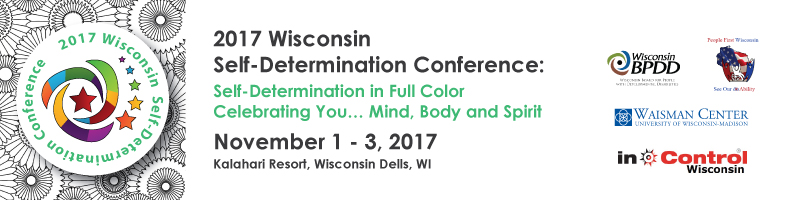 2017 Wisconsin Self-Determination Conference
2017 Wisconsin
Self-Determination Conference:
Self-Determination in Full Color
Celebrating You... Mind, Body and Spirit
November 1 - 3, 2017
Kalahari Resort, Wisconsin Dells, WI
Wisconsin
BPDD
Wisconsin Board for People
with Developmental Disabilities
People First Wisconsin
See Our disAbility
Waisman Center
University of Wisconsin-Madison
in Control
Wisconsin